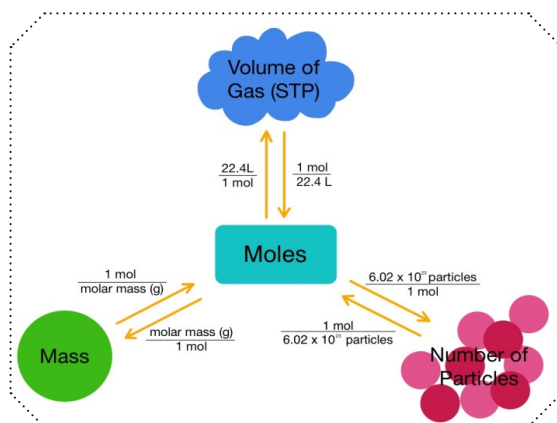 Volume of
Gas (STP)
22.4L
1 mol
1 mol
22.4 L
Moles
1 mol
molar mass (g)
molar mass (g)
1 mol
6.02 x 10²³ particles
1 mol
1 mol
6.02 x 10²³ particles
Mass
Number of
Particles